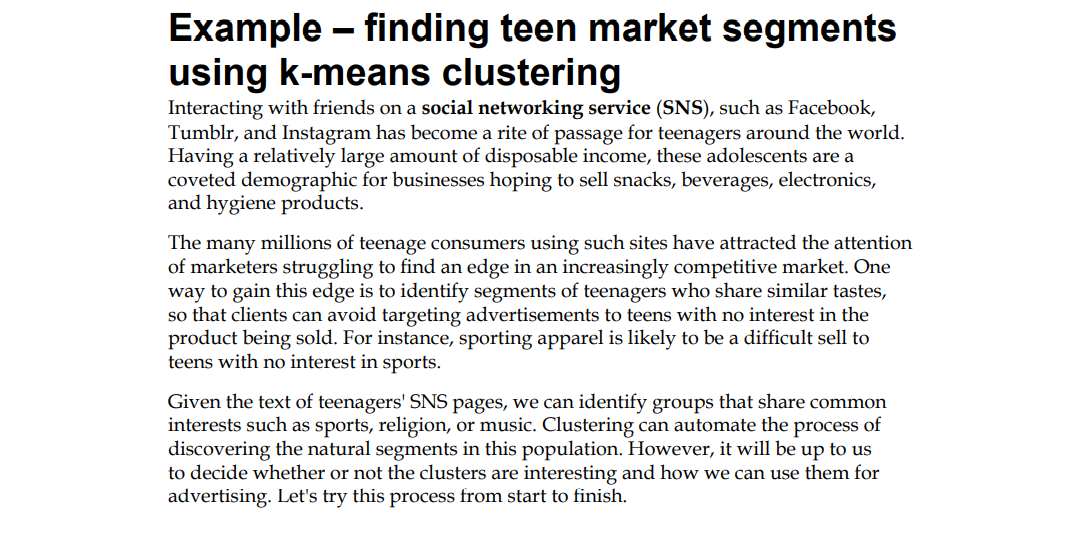 Example – finding teen market segments
using k-means clustering
Interacting with friends on a social networking service (SNS), such as Facebook,
Tumblr, and Instagram has become a rite of passage for teenagers around the world.
Having a relatively large amount of disposable income, these adolescents are a
coveted demographic for businesses hoping to sell snacks, beverages, electronics,
and hygiene products.
The many millions of teenage consumers using such sites have attracted the attention
of marketers struggling to find an edge in an increasingly competitive market. One
way to gain this edge is to identify segments of teenagers who share similar tastes,
so that clients can avoid targeting advertisements to teens with no interest in the
product being sold. For instance, sporting apparel is likely to be a difficult sell to
teens with no interest in sports.
Given the text of teenagers' SNS pages, we can identify groups that share common
interests such as sports, religion, or music. Clustering can automate the process of
discovering the natural segments in this population. However, it will be up to us
to decide whether or not the clusters are interesting and how we can use them for
advertising. Let's try this process from start to finish.